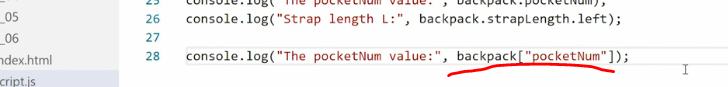 _05
_06
ndex.html
cript.js
25 console.log("The pocketNum value:", backpack.pocketNum);
26 console.log("Strap length L:", backpack.strapLength.left);
27
28 console.log("The pocketNum value:", backpack["pocketNum"]);